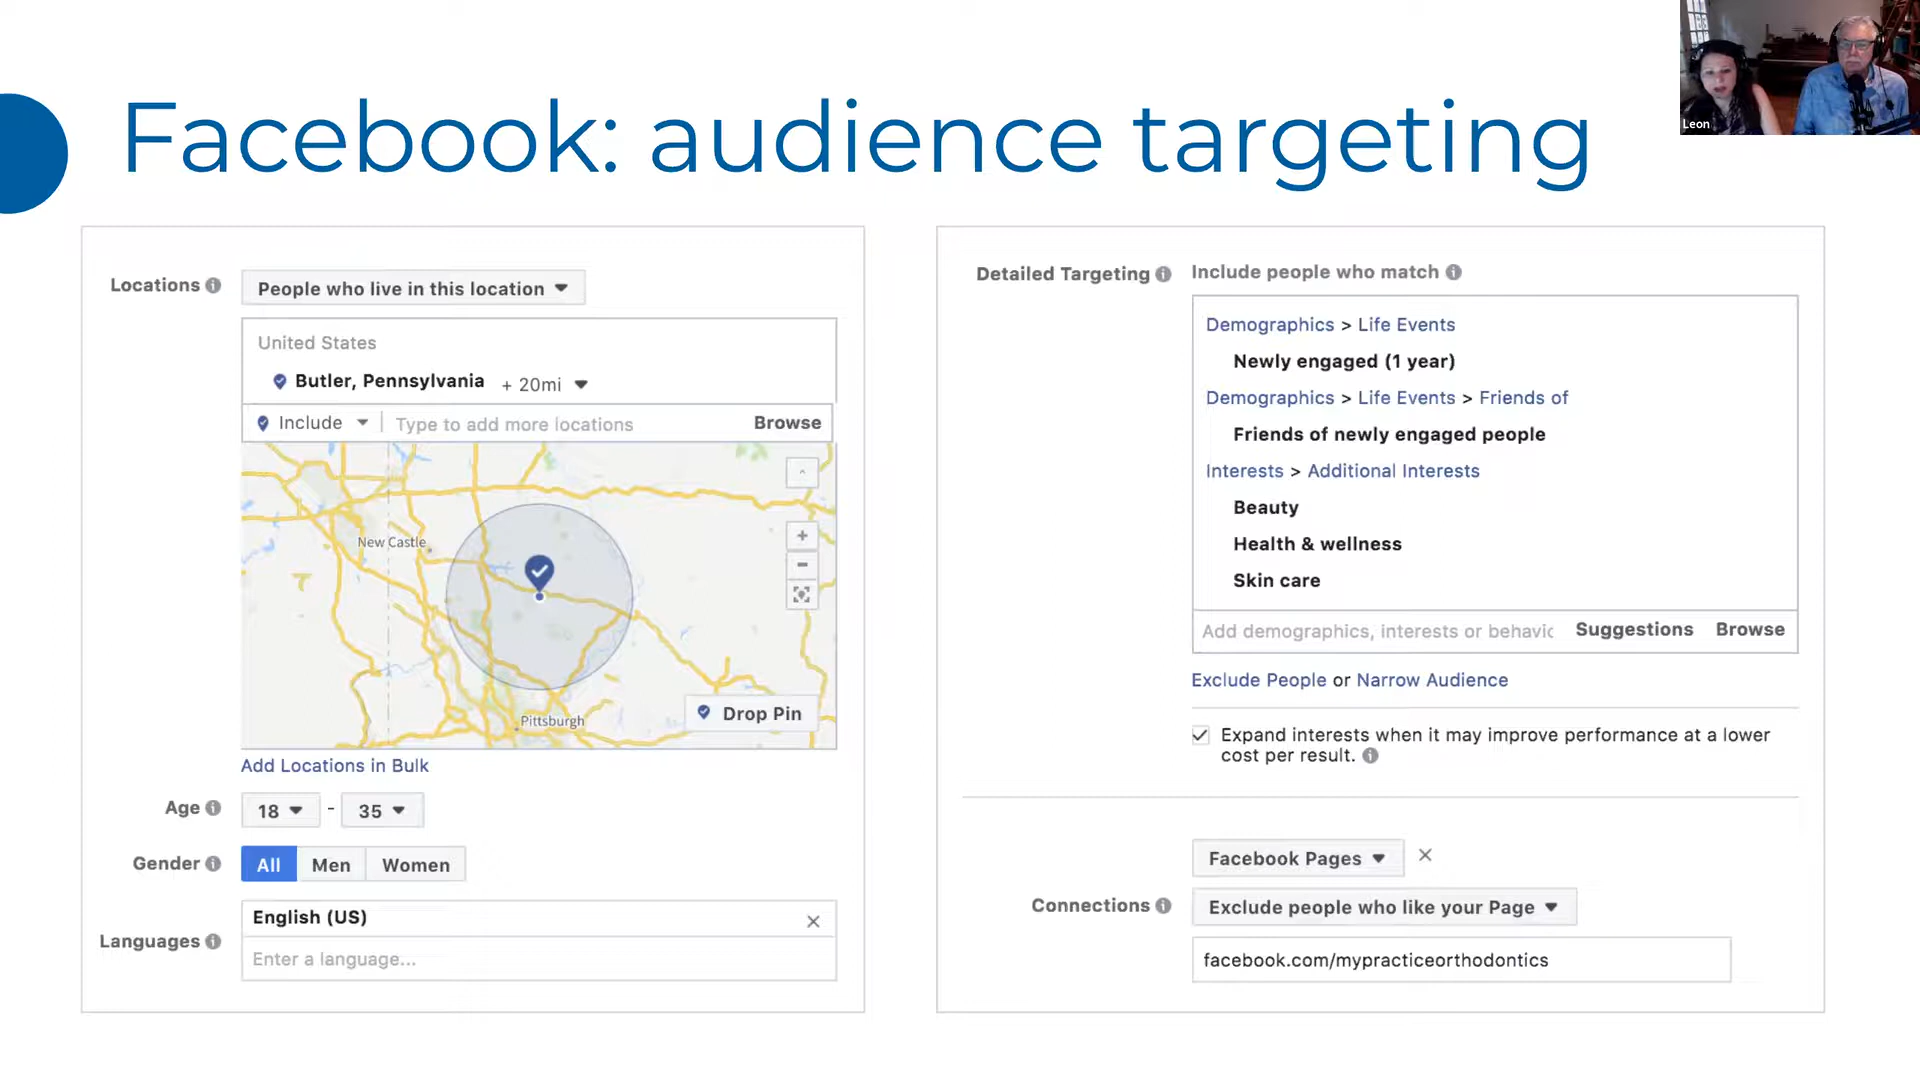 Leon
Facebook: audience targeting
Locations
People who live in this location
United States
Butler, Pennsylvania + 20mi
Include Type to add more locations Browse
New Castle
Pittsburgh
Drop Pin
Add Locations in Bulk
Age 18 - 35
Gender All Men Women
Languages
English (US)
Enter a language...
Detailed Targeting Include people who match
Demographics > Life Events
Newly engaged (1 year)
Demographics > Life Events > Friends of
Friends of newly engaged people
Interests > Additional Interests
Beauty
Health & wellness
Skin care
Add demographics, interests or behavic Suggestions Browse
Exclude People or Narrow Audience
Expand interests when it may improve performance at a lower
cost per result.
Facebook Pages
Connections
Exclude people who like your Page
facebook.com/mypracticeorthodontics